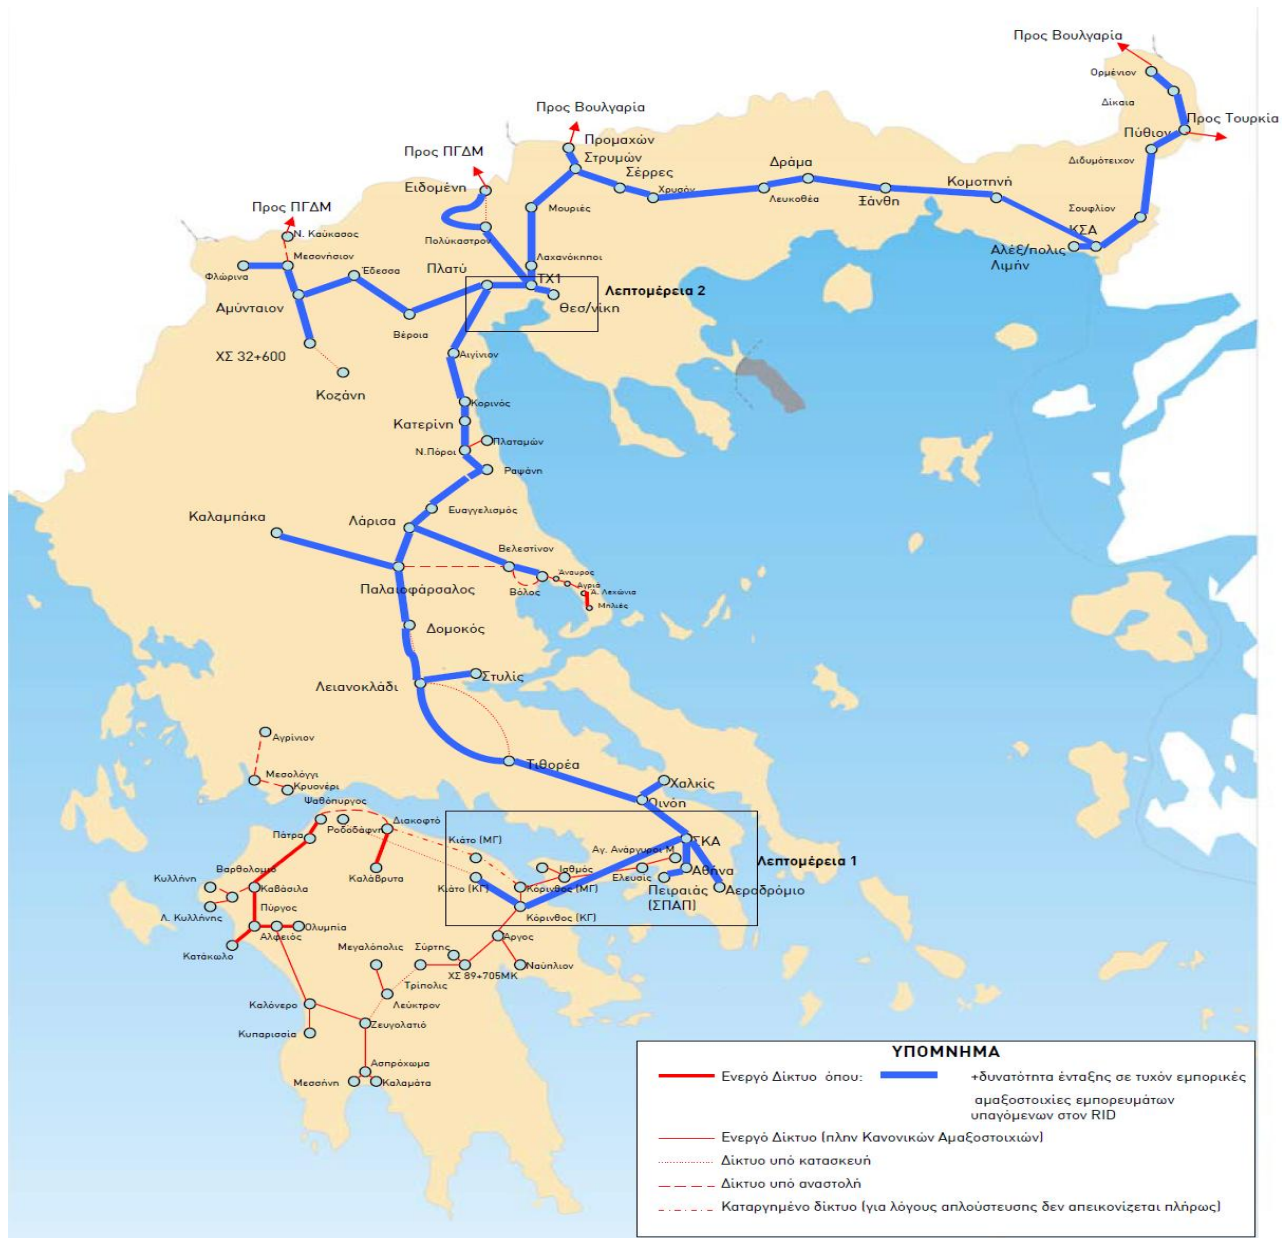 Προς Βουλγαρία
Ορμένιον
Δίκαια
Προς Τουρκία
Πύθιον
Διδυμότειχον
Σουφλίον
ΚΣΑ
Αλέξ/πολις
Λιμήν
Κομοτηνή
Ξάνθη
Δράμα
Λευκοθέα
Χρυσόν
Σέρρες
Στρυμών
Προμαχών
Προς Βουλγαρία
Μουριές
Λαχανόκηποι
Προς ΠΓΔΜ
Ειδομένη
Πολύκαστρον
Προς ΠΓΔΜ
Ν. Καύκασος
Μεσονήσιον
Φλώρινα
Έδεσσα
Αμύνταιον
Βέροια
ΧΣ 32+600
Κοζάνη
Πλατύ
ΤΧ1
Θεσ/νίκη
Λεπτομέρεια 2
Αιγίνιον
Κορινός
Κατερίνη
Πλαταμών
Ν.Πόροι
Ραψάνη
Ευαγγελισμός
Λάρισα
Καλαμπάκα
Βελεστίνον
Παλαιοφάρσαλος
Βόλος
Άναυρος
Αγριά
Α. Λεχώνια
Μηλιές
Δομοκός
Λειανοκλάδι
Στυλίς
Τιθορέα
Χαλκίς
Οινόη
Αγρίνιον
Μεσολόγγι
Κρυονέρι
Ψαθόπυργος
Ροδοδάφνη
Διακοφτό
Πάτρα
Καλάβρυτα
Κιάτο (ΜΓ)
Κιάτο (ΚΓ)
Αγ. Ανάργυροι Μ
ΣΚΑ
Λεπτομέρεια 1
Ισθμός
Ελευσίς
Αθήνα
Πειραιάς
(ΣΠΑΠ)
Αεροδρόμιο
Κόρινθος (ΜΓ)
Κόρινθος (ΚΓ)
Βαρθολομιό
Κυλλήνη
Καβάσιλα
Λ. Κυλλήνης
Πύργος
Αλφειός
Ολυμπία
Κατάκωλο
Μεγαλόπολις
Σύρτης
Άργος
Ναύπλιον
ΧΣ 89+705ΜΚ
Τρίπολις
Λεύκτρον
Καλόνερο
Ζευγολατιό
Κυπαρισσία
Ασπρόχωμα
Μεσσήνη
Καλαμάτα
ΥΠΟΜΝΗΜΑ
Ενεργό Δίκτυο όπου:
+δυνατότητα ένταξης σε τυχόν εμπορικές
αμαξοστοιχίες εμπορευμάτων
υπαγόμενων στον RID
Ενεργό Δίκτυο (πλην Κανονικών Αμαξοστοιχιών)
Δίκτυο υπό κατασκευή
Δίκτυο υπό αναστολή
Καταργημένο δίκτυο (για λόγους απλούστευσης δεν απεικονίζεται πλήρως)